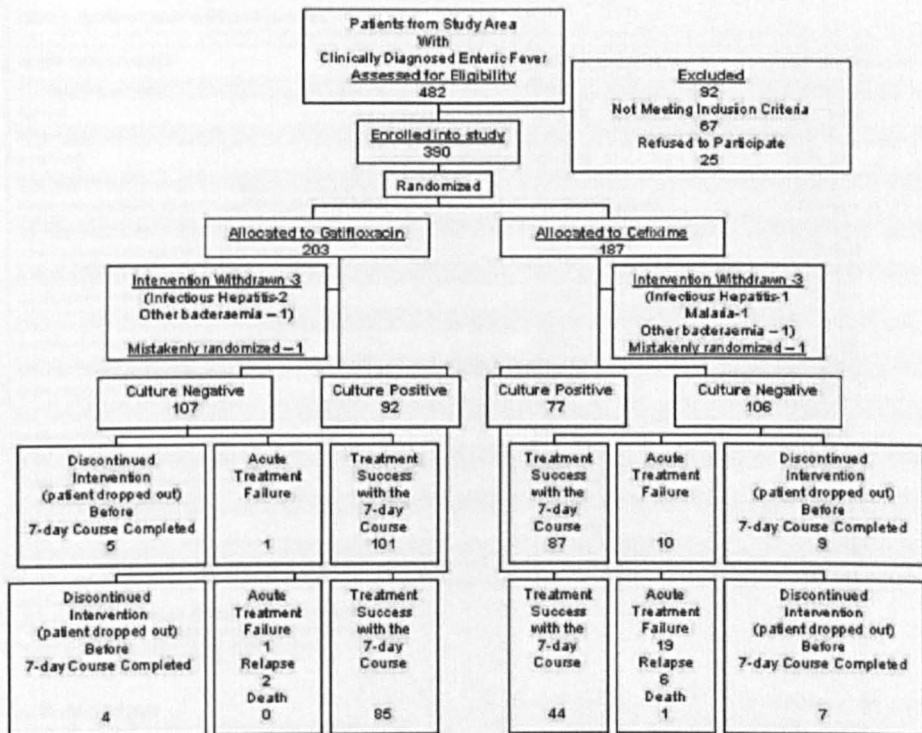 Patients from Study Area
With
Clinically Diagnosed Enteric Fever
Assessed for Eligibility
482
Excluded
92
Not Meeting Inclusion Criteria
67
Refused to Participate
25
Enrolled into study
390
Randomized
Allocated to Gatifloxacin
203
Allocated to Cefixime
187
Intervention Withdrawn -3
(Infectious Hepatitis-2
Other bacteraemia – 1)
Mistakenly randomized – 1
Intervention Withdrawn -3
(Infectious Hepatitis-1
Malaria-1
Other bacteraemia – 1)
Mistakenly randomized – 1
Culture Negative
107
Culture Positive
92
Culture Positive
77
Culture Negative
106
Discontinued
Intervention
(patient dropped out)
Before
7-day Course Completed
5
Acute
Treatment
Failure
1
Treatment
Success
with the
7-day
Course
101
Treatment
Success
with the
7-day
Course
87
Acute
Treatment
Failure
10
Discontinued
Intervention
(patient dropped out)
Before
7-day Course Completed
9
Discontinued
Intervention
(patient dropped out)
Before
7-day Course Completed
4
Acute
Treatment
Failure
1
Relapse
2
Death
0
Treatment
Success
with the
7-day
Course
85
Treatment
Success
with the
7-day
Course
44
Acute
Treatment
Failure
19
Relapse
6
Death
1
Discontinued
Intervention
(patient dropped out)
Before
7-day Course Completed
7